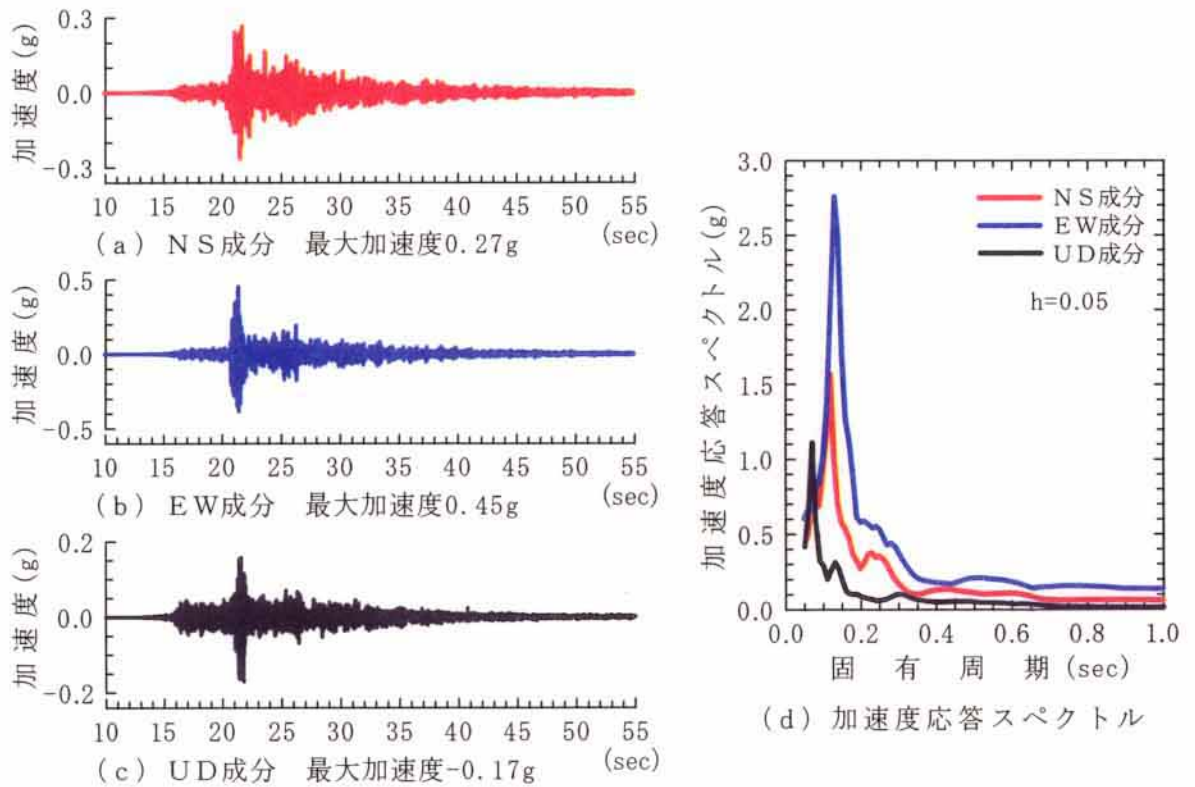 0.3
0.0
-0.3
加速度(g)
10 15 20 25 30 35 40 45 50 55
(a) NS成分 最大加速度0.27g (sec)
0.5
0.0
-0.5
加速度(g)
10 15 20 25 30 35 40 45 50 55
(b) EW成分 最大加速度0.45g (sec)
0.2
0.0
-0.2
加速度(g)
10 15 20 25 30 35 40 45 50 55
(c) UD成分 最大加速度-0.17g (sec)
3.0
2.5
2.0
1.5
1.0
0.5
0.0
加速度応答スペクトル(g)
NS成分
EW成分
UD成分
h=0.05
0.0 0.2 0.4 0.6 0.8 1.0
固有周期(sec)
(d) 加速度応答スペクトル